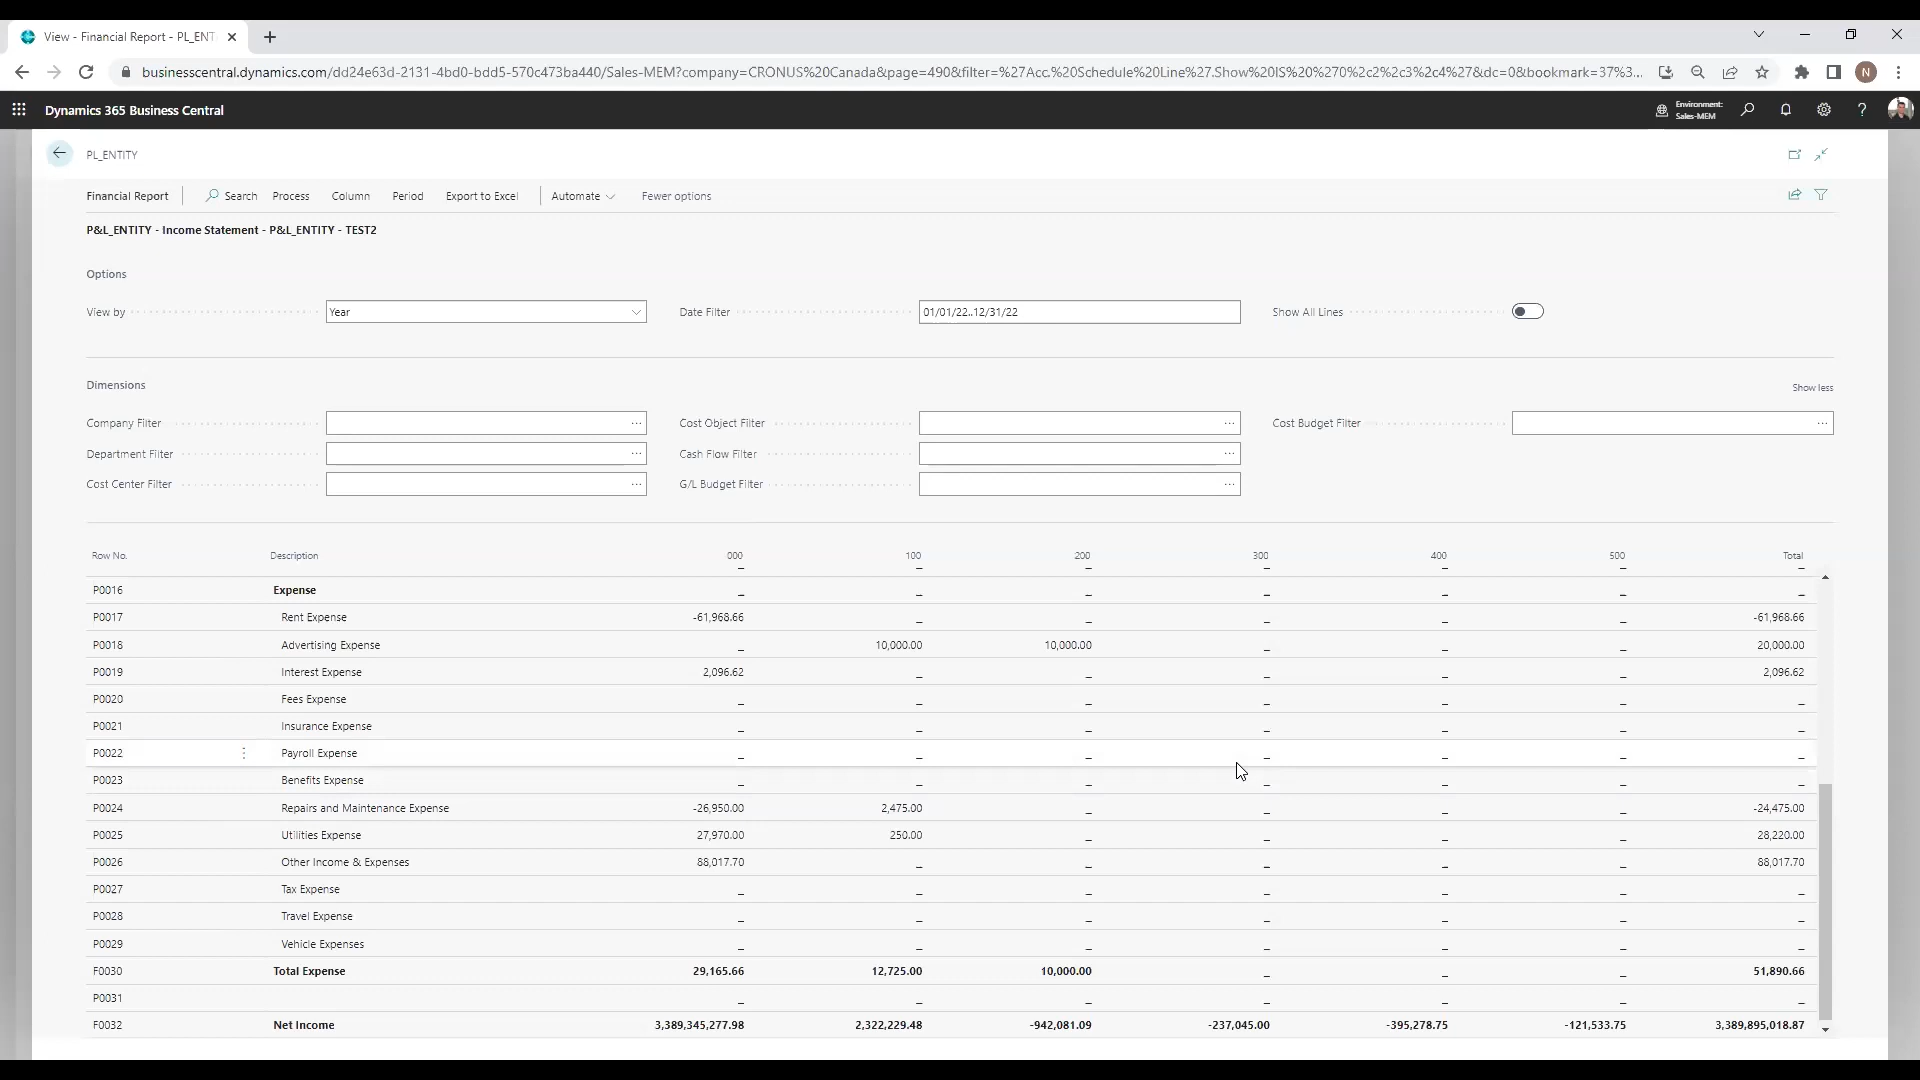 View - Financial Report - PL_ENT
businesscentral.dynamics.com/dd24e63d-2131-4bd0-bdd5-570c473ba440/Sales-MEM?company=CRONUS%20Canada&page=490&filter=%27Acc.%20Schedule%20Line%27.Show%20IS%20%270%2c2%2c3%2c4%27&dc=0&bookmark=37%3...
N
Dynamics 365 Business Central
Environment:
Sales-MEM
PL_ENTITY
Financial Report Search Process Column Period Export to Excel Automate Fewer options
P&L_ENTITY - Income Statement - P&L_ENTITY - TEST2
Options
View by Year Date Filter 01/01/22..12/31/22 Show All Lines
Dimensions Show less
Company Filter ... Cost Object Filter ... Cost Budget Filter ...
Department Filter ... Cash Flow Filter ...
Cost Center Filter ... G/L Budget Filter ...
Row No. Description 000 100 200 300 400 500 Total
_ _ _ _ _ _ _
P0016 Expense _ _ _ _ _ _ _
P0017 Rent Expense -61,968.66 _ _ _ _ _ -61,968.66
P0018 Advertising Expense _ 10,000.00 10,000.00 _ _ _ 20,000.00
P0019 Interest Expense 2,096.62 _ _ _ _ _ 2,096.62
P0020 Fees Expense _ _ _ _ _ _ _
P0021 Insurance Expense _ _ _ _ _ _ _
P0022 Payroll Expense _ _ _ _ _ _ _
P0023 Benefits Expense _ _ _ _ _ _ _
P0024 Repairs and Maintenance Expense -26,950.00 2,475.00 _ _ _ _ -24,475.00
P0025 Utilities Expense 27,970.00 250.00 _ _ _ _ 28,220.00
P0026 Other Income & Expenses 88,017.70 _ _ _ _ _ 88,017.70
P0027 Tax Expense _ _ _ _ _ _ _
P0028 Travel Expense _ _ _ _ _ _ _
P0029 Vehicle Expenses _ _ _ _ _ _ _
F0030 Total Expense 29,165.66 12,725.00 10,000.00 _ _ _ 51,890.66
P0031 _ _ _ _ _ _ _
F0032 Net Income 3,389,345,277.98 2,322,229.48 -942,081.09 -237,045.00 -395,278.75 -121,533.75 3,389,895,018.87